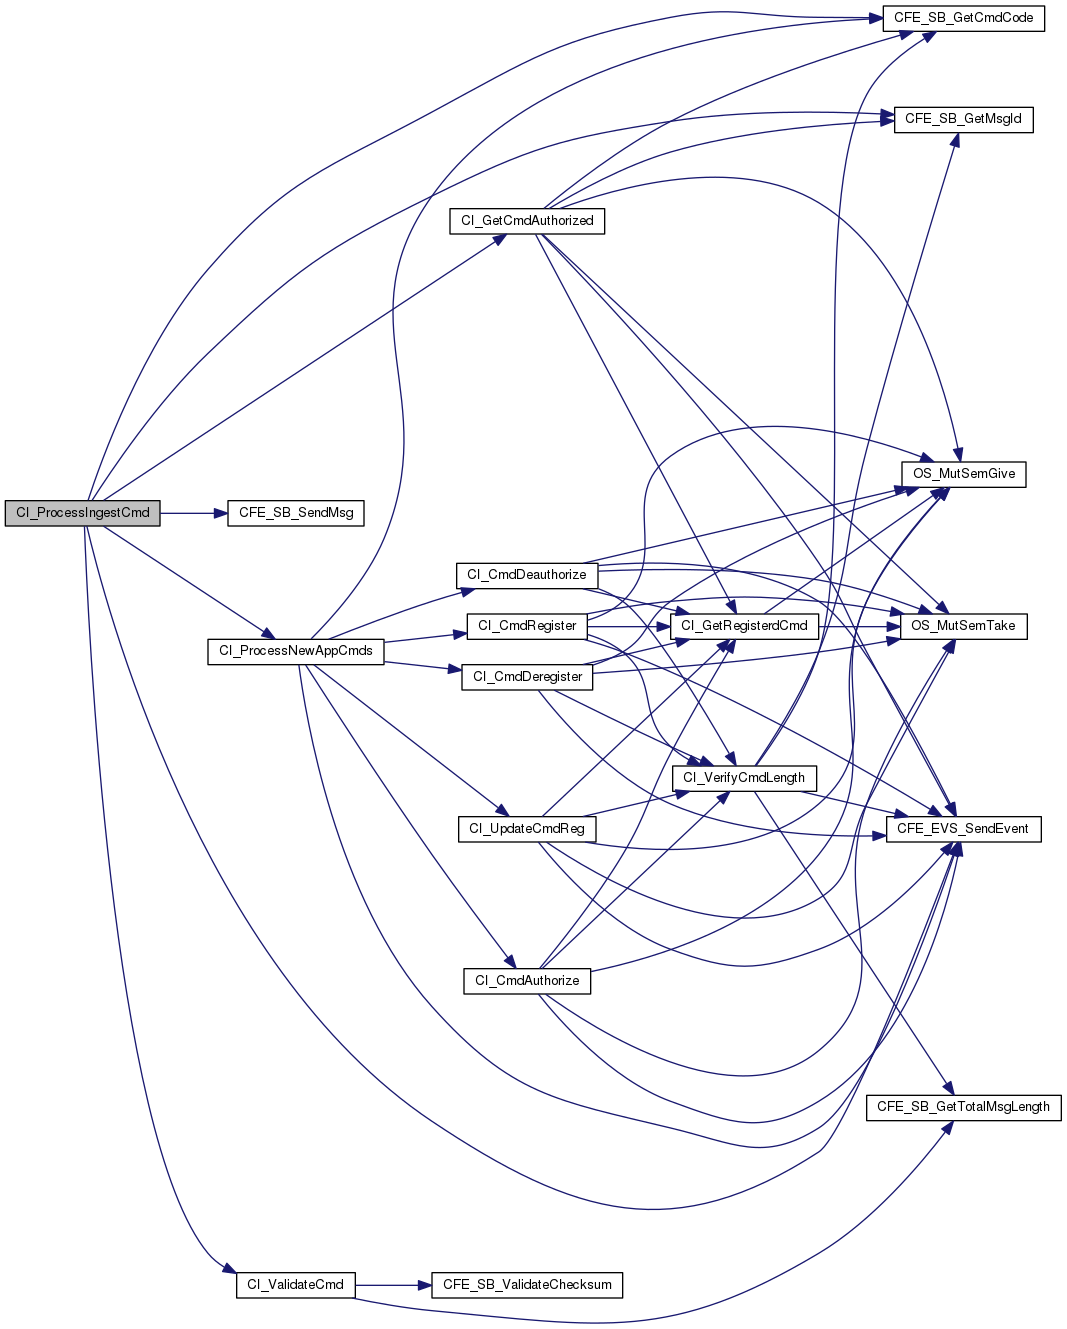 CFE_SB_GetCmdCode
CFE_SB_GetMsgId
CI_GetCmdAuthorized
OS_MutSemGive
CI_ProcessIngestCmd
CFE_SB_SendMsg
CI_CmdDeauthorize
CI_CmdRegister
CI_GetRegisterdCmd
OS_MutSemTake
CI_ProcessNewAppCmds
CI_CmdDeregister
CI_VerifyCmdLength
CI_UpdateCmdReg
CFE_EVS_SendEvent
CI_CmdAuthorize
CFE_SB_GetTotalMsgLength
CI_ValidateCmd
CFE_SB_ValidateChecksum